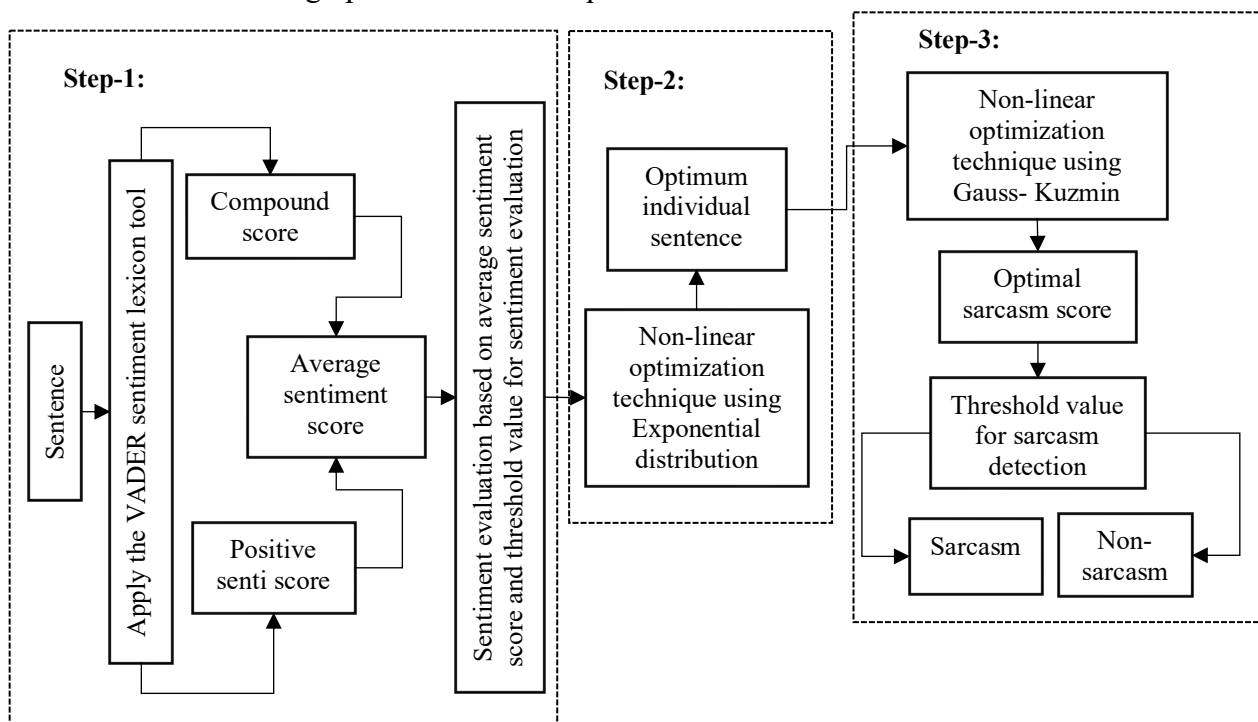 Step-1:
Sentence
Apply the VADER sentiment lexicon tool
Compound
score
Average
sentiment
score
Positive
senti score
Sentiment evaluation based on average sentiment
score and threshold value for sentiment evaluation
Step-2:
Optimum
individual
sentence
Non-linear
optimization
technique using
Exponential
distribution
Step-3:
Non-linear
optimization
technique using
Gauss- Kuzmin
Optimal
sarcasm score
Threshold value
for sarcasm
detection
Sarcasm
Non-
sarcasm